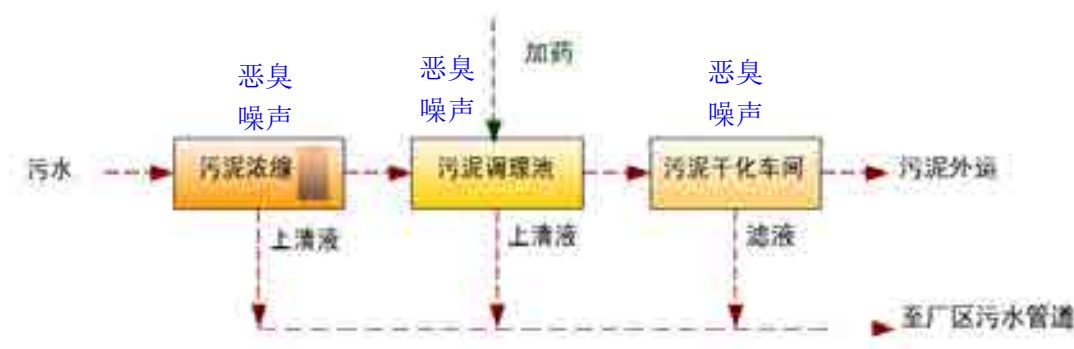 加药
恶臭
噪声
恶臭
噪声
恶臭
噪声
污水
污泥浓缩
污泥调理池
污泥干化车间
污泥外运
上清液
上清液
滤液
至厂区污水管道